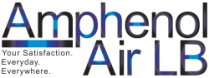 Amphenol
Air LB
Your Satisfaction.
Everyday.
Everywhere.